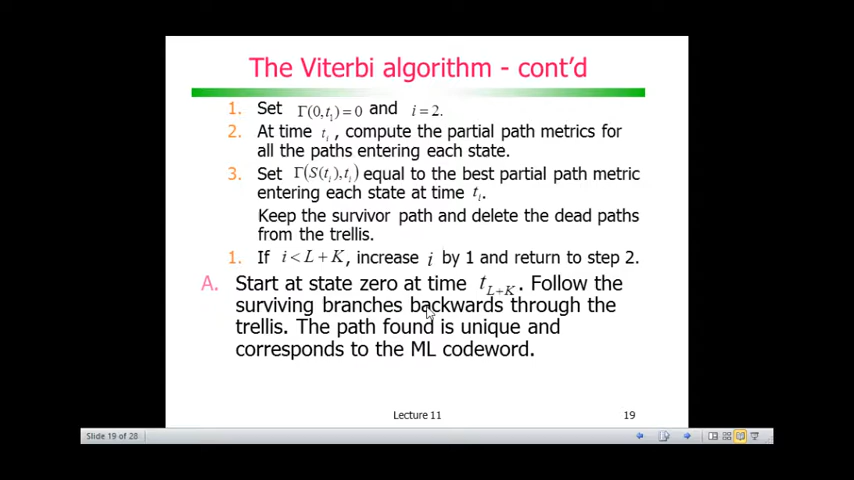 The Viterbi algorithm - cont'd
1. Set Γ(0,t₁)=0 and i=2.
2. At time tᵢ, compute the partial path metrics for
all the paths entering each state.
3. Set Γ(S(tᵢ),tᵢ) equal to the best partial path metric
entering each state at time tᵢ.
Keep the survivor path and delete the dead paths
from the trellis.
1. If i<L+K, increase i by 1 and return to step 2.
A. Start at state zero at time t_{L+K}. Follow the
surviving branches backwards through the
trellis. The path found is unique and
corresponds to the ML codeword.
Lecture 11
19
Slide 19 of 28